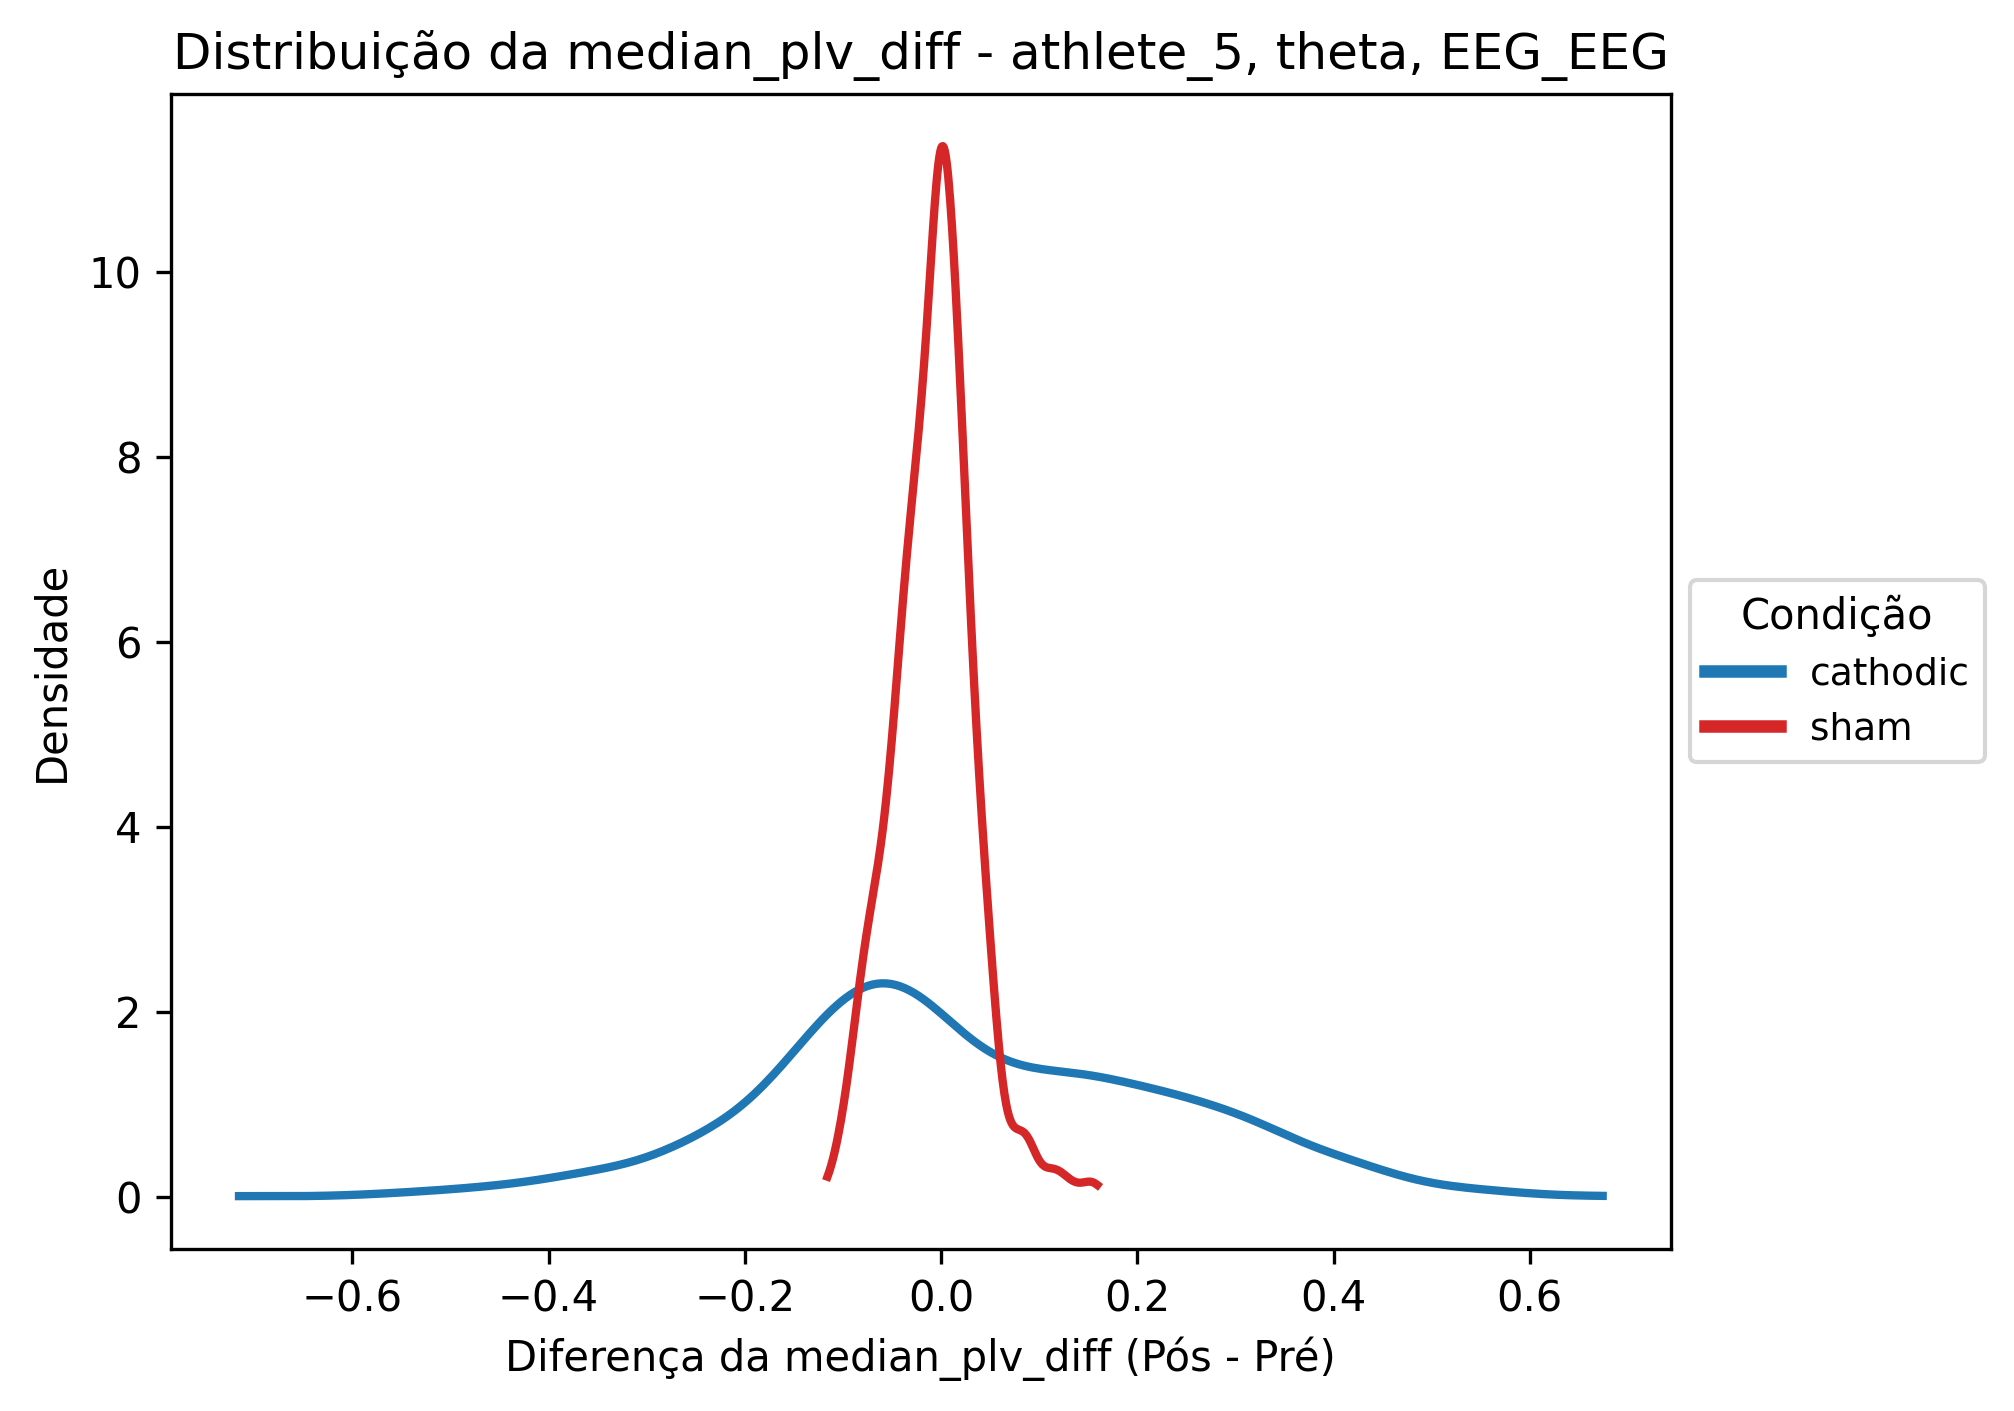 Distribuição da median_plv_diff - athlete_5, theta, EEG_EEG
Densidade
10
8
6
4
2
0
−0.6 −0.4 −0.2 0.0 0.2 0.4 0.6
Diferença da median_plv_diff (Pós - Pré)
Condição
cathodic
sham